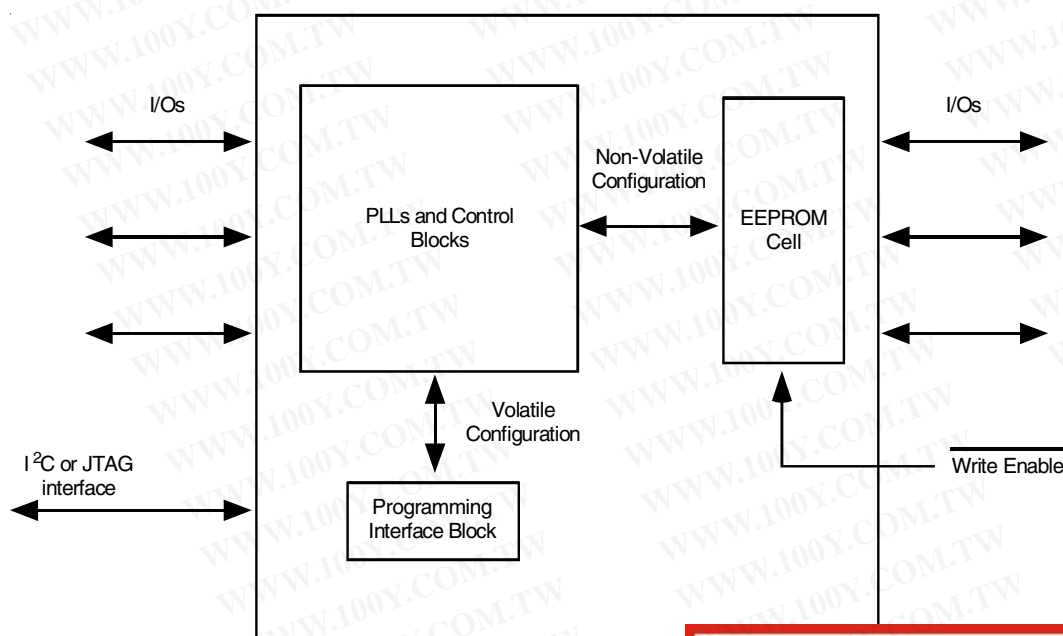 I/Os
I/Os
Non-Volatile
Configuration
PLLs and Control
Blocks
EEPROM
Cell
Volatile
Configuration
I²C or JTAG
interface
Write Enable
Programming
Interface Block
WWW.100Y.COM.TW